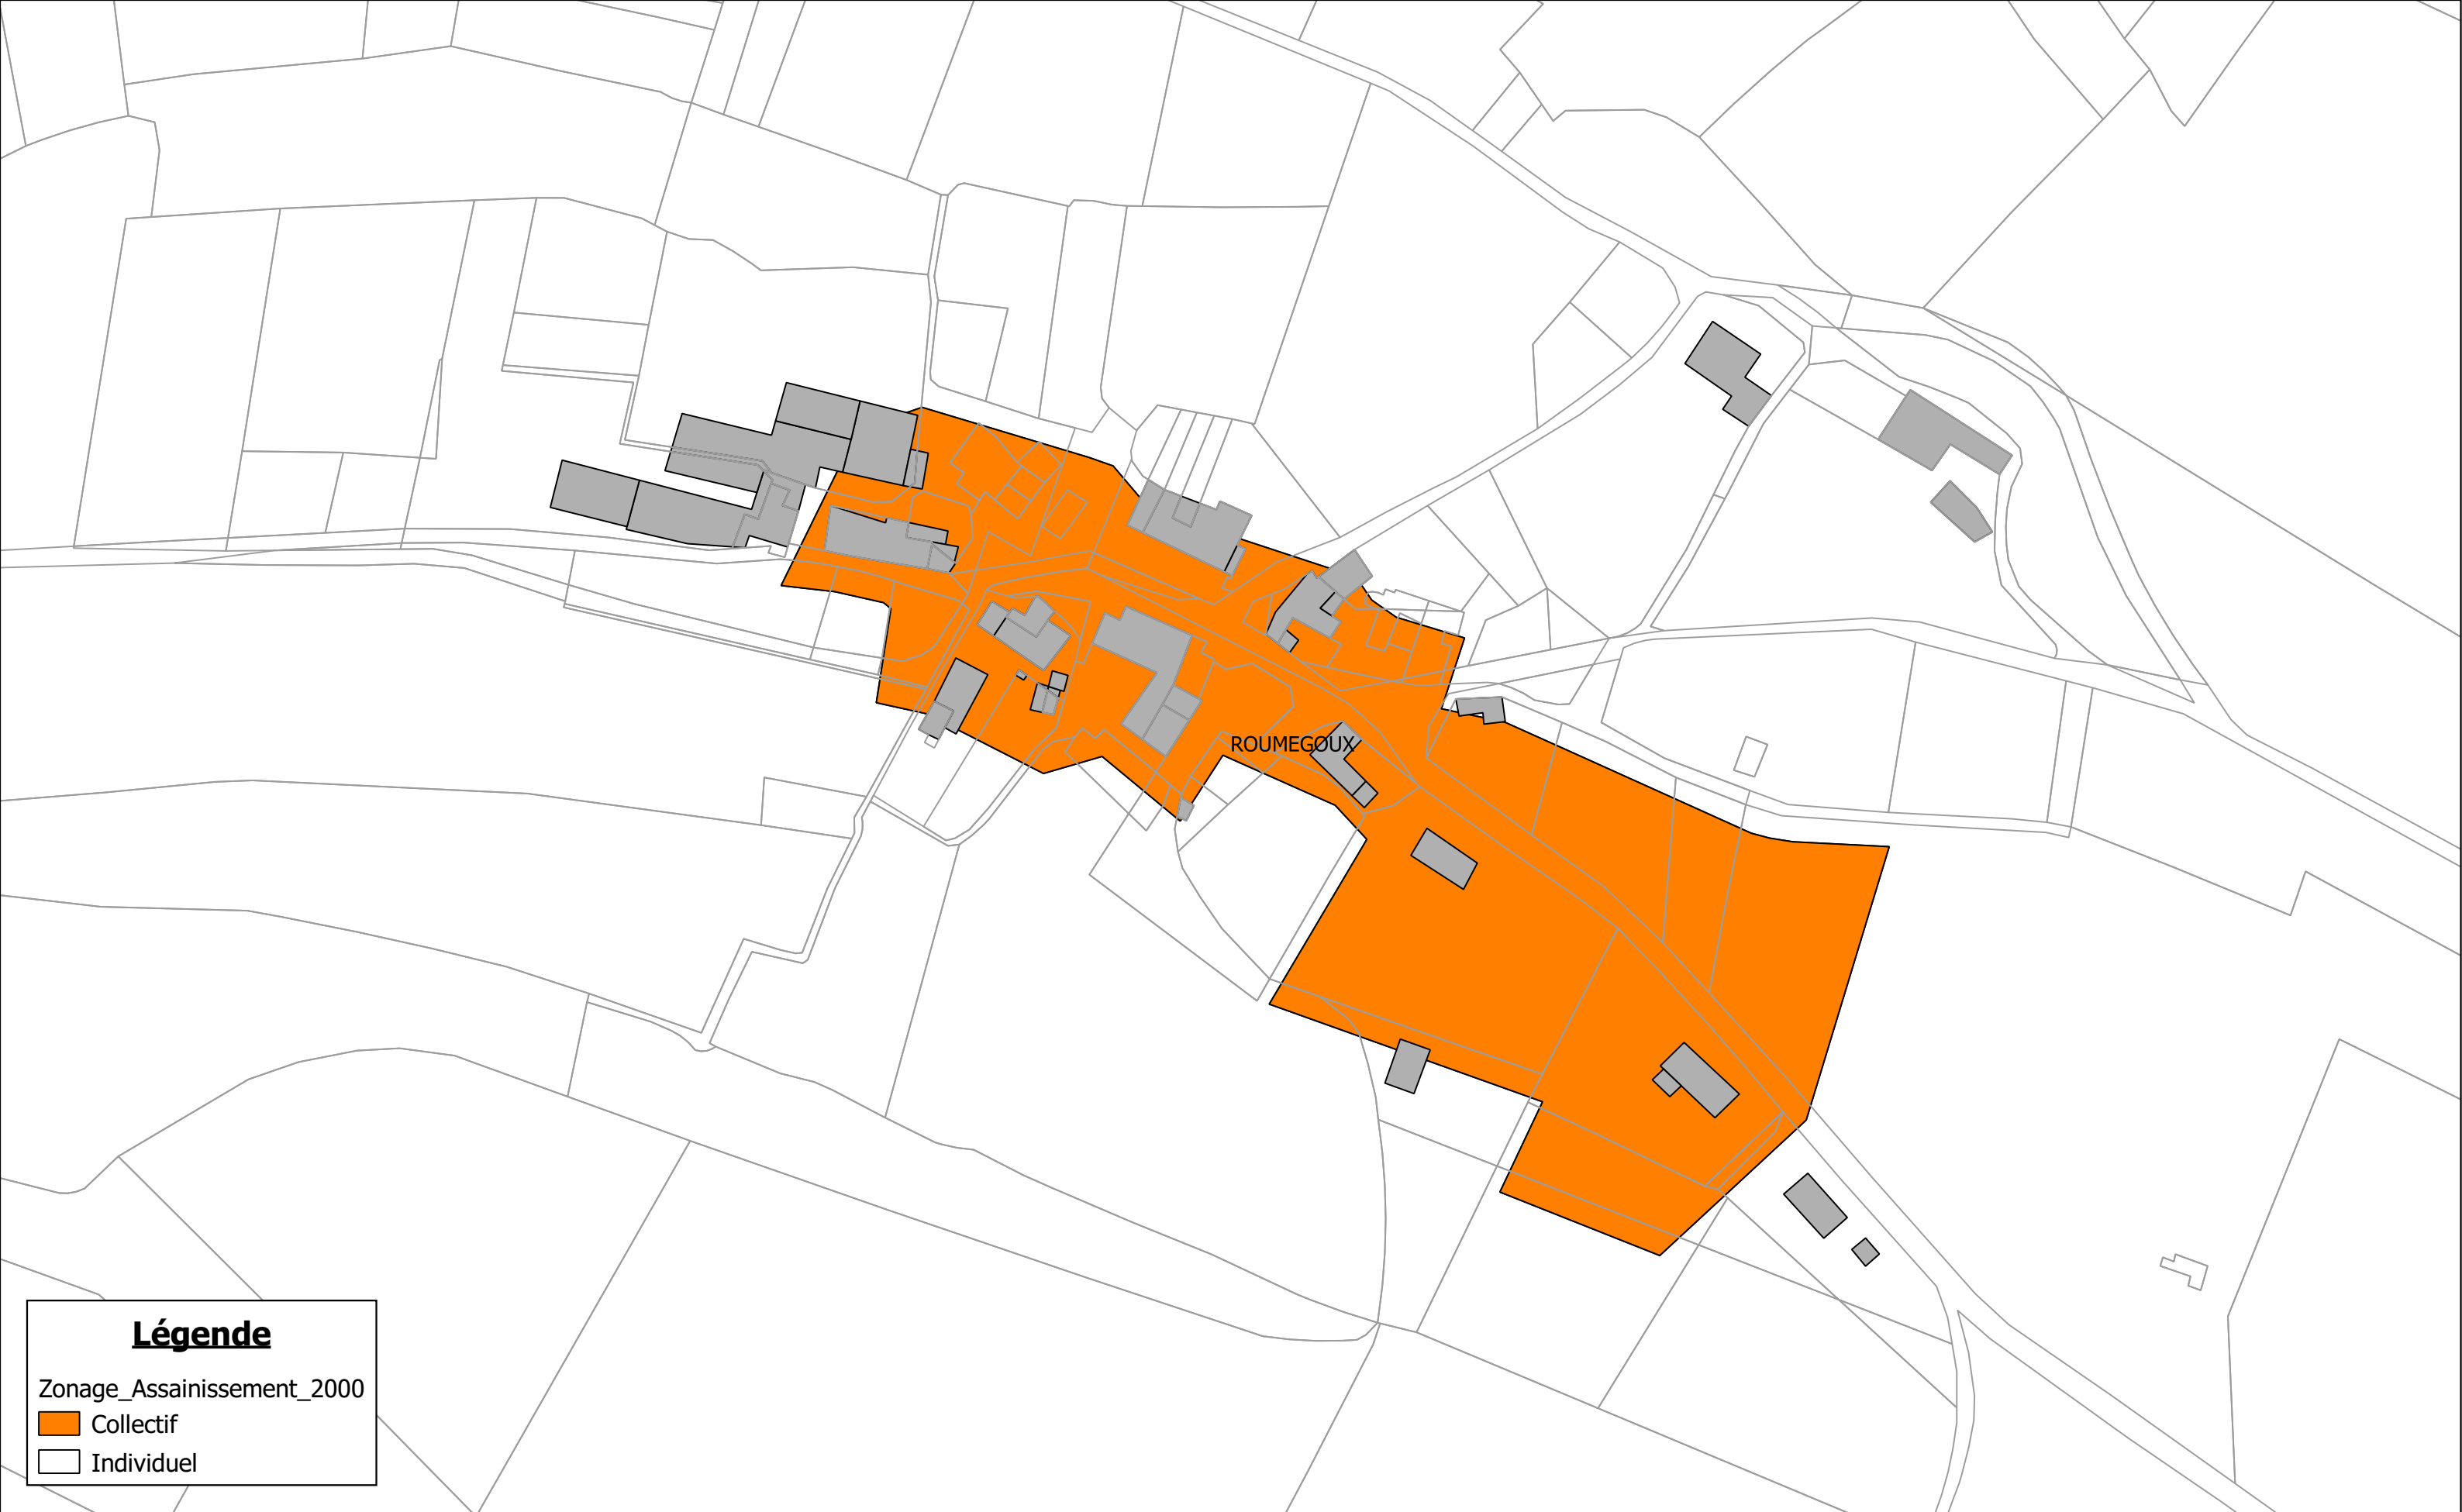 ROUMEGOUX
Légende
Zonage_Assainissement_2000
Collectif
Individuel